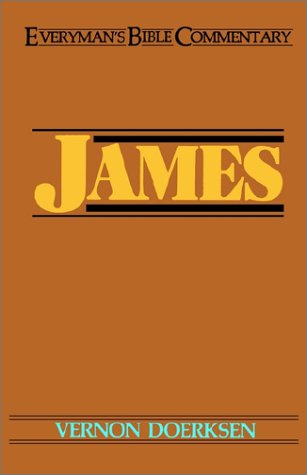 EVERYMAN'S BIBLE COMMENTARY
JAMES
VERNON DOERKSEN